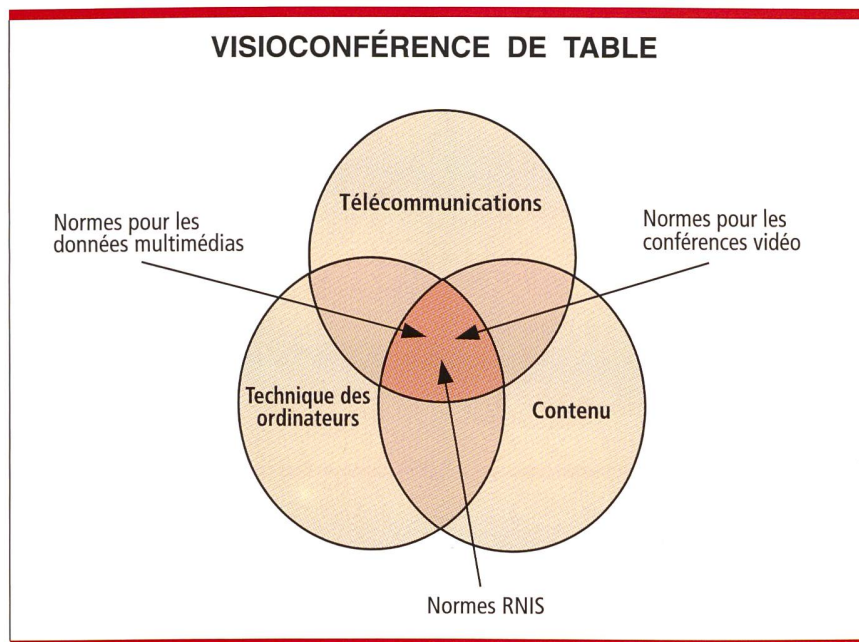 VISIOCONFÉRENCE DE TABLE
Télécommunications
Normes pour les
données multimédias
Normes pour les
conférences vidéo
Technique des
ordinateurs
Contenu
Normes RNIS